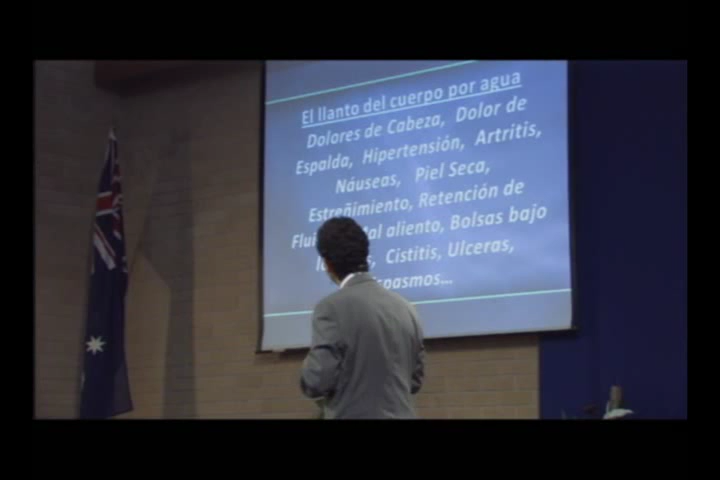 El llanto del cuerpo por agua
Dolores de Cabeza, Dolor de
Espalda, Hipertensión, Artritis,
Náuseas, Piel Seca,
Estreñimiento, Retención de
aliento, Bolsas bajo
Cistitis, Ulceras,